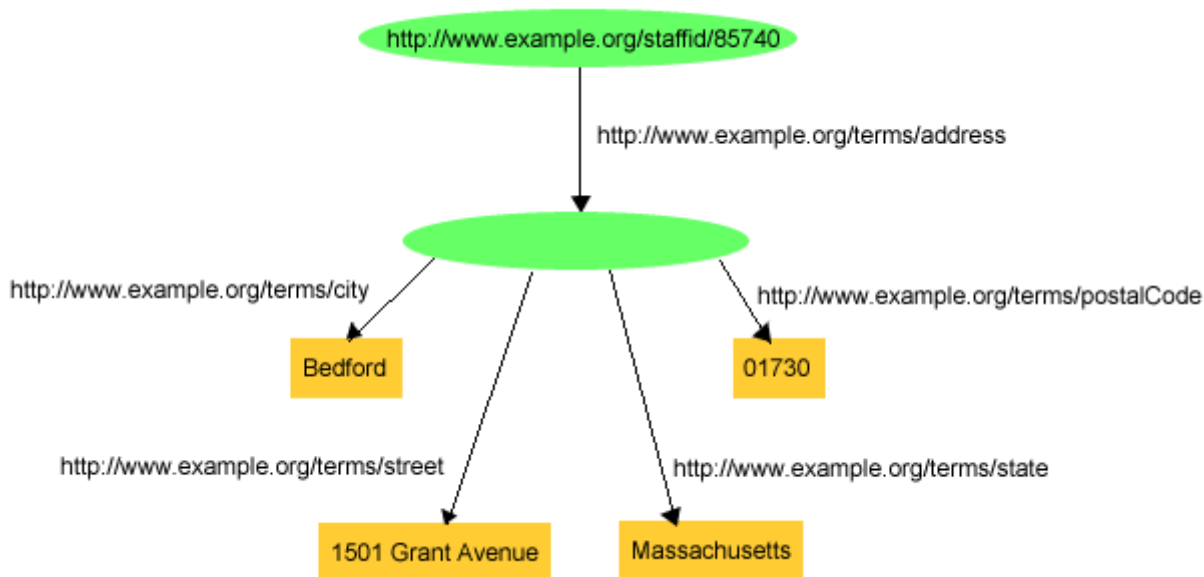 http://www.example.org/staffid/85740
http://www.example.org/terms/address
http://www.example.org/terms/city
http://www.example.org/terms/postalCode
Bedford
01730
http://www.example.org/terms/street
http://www.example.org/terms/state
1501 Grant Avenue
Massachusetts